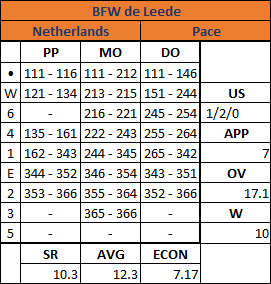 BFW de Leede
Netherlands Pace
PP MO DO
• 111 - 116 111 - 212 111 - 146
W 121 - 134 213 - 215 151 - 244 US
6 - 216 - 221 245 - 254 1/2/0
4 135 - 161 222 - 243 255 - 264 APP
1 162 - 343 244 - 345 265 - 342 7
E 344 - 352 346 - 354 343 - 351 OV
2 353 - 366 355 - 364 352 - 366 17.1
3 - 365 - 366 - W
5 - - - 10
SR AVG ECON
10.3 12.3 7.17